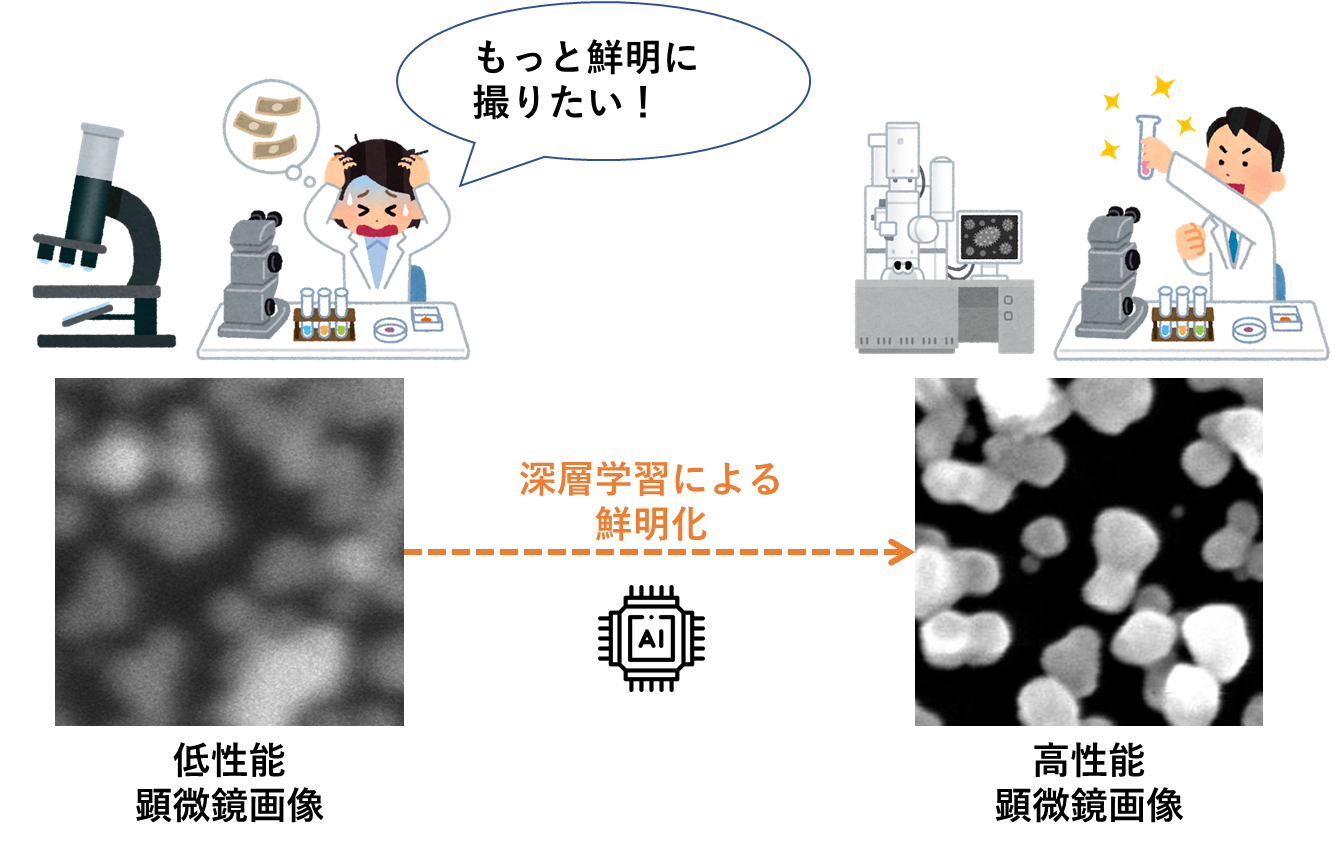 もっと鮮明に
撮りたい！
深層学習による
鮮明化
AI
低性能
顕微鏡画像
高性能
顕微鏡画像